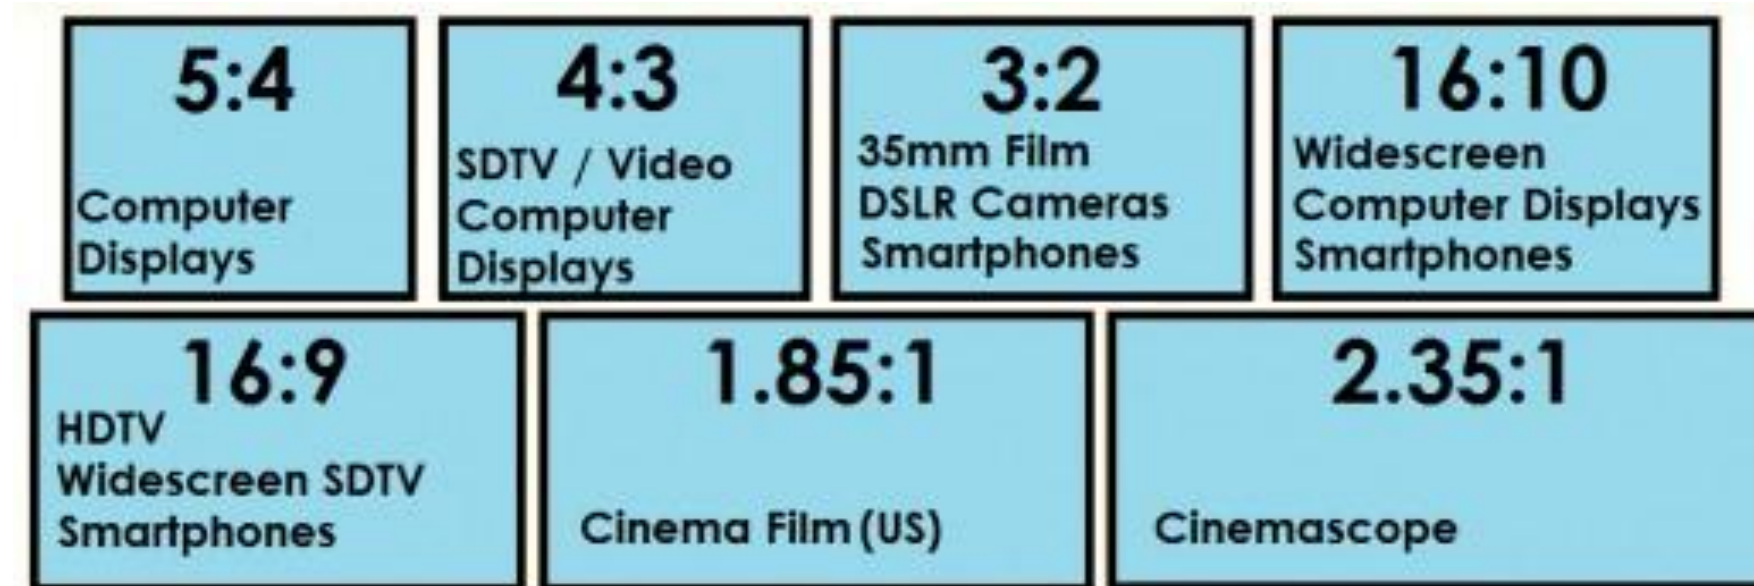 5:4
Computer
Displays
4:3
SDTV / Video
Computer
Displays
3:2
35mm Film
DSLR Cameras
Smartphones
16:10
Widescreen
Computer Displays
Smartphones
16:9
HDTV
Widescreen SDTV
Smartphones
1.85:1
Cinema Film (US)
2.35:1
Cinemascope